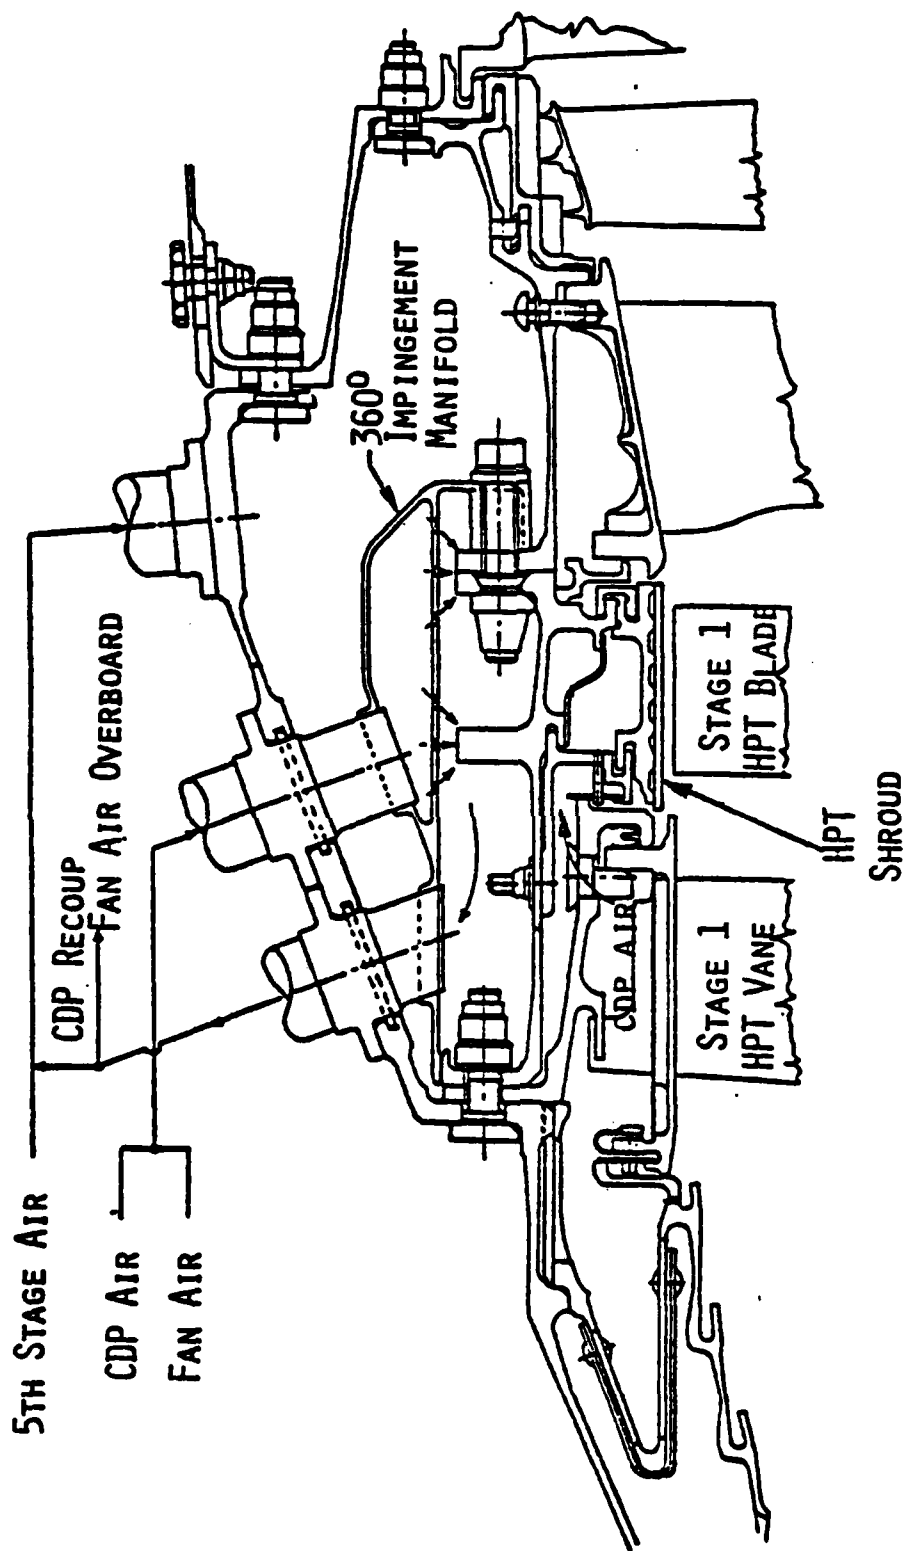 5TH STAGE AIR
CDP AIR
FAN AIR
CDP RECOUP
FAN AIR OVERBOARD
360°
IMPINGEMENT
MANIFOLD
CDP AIR
STAGE 1
HPT VANE
STAGE 1
HPT BLADE
HPT
SHROUD